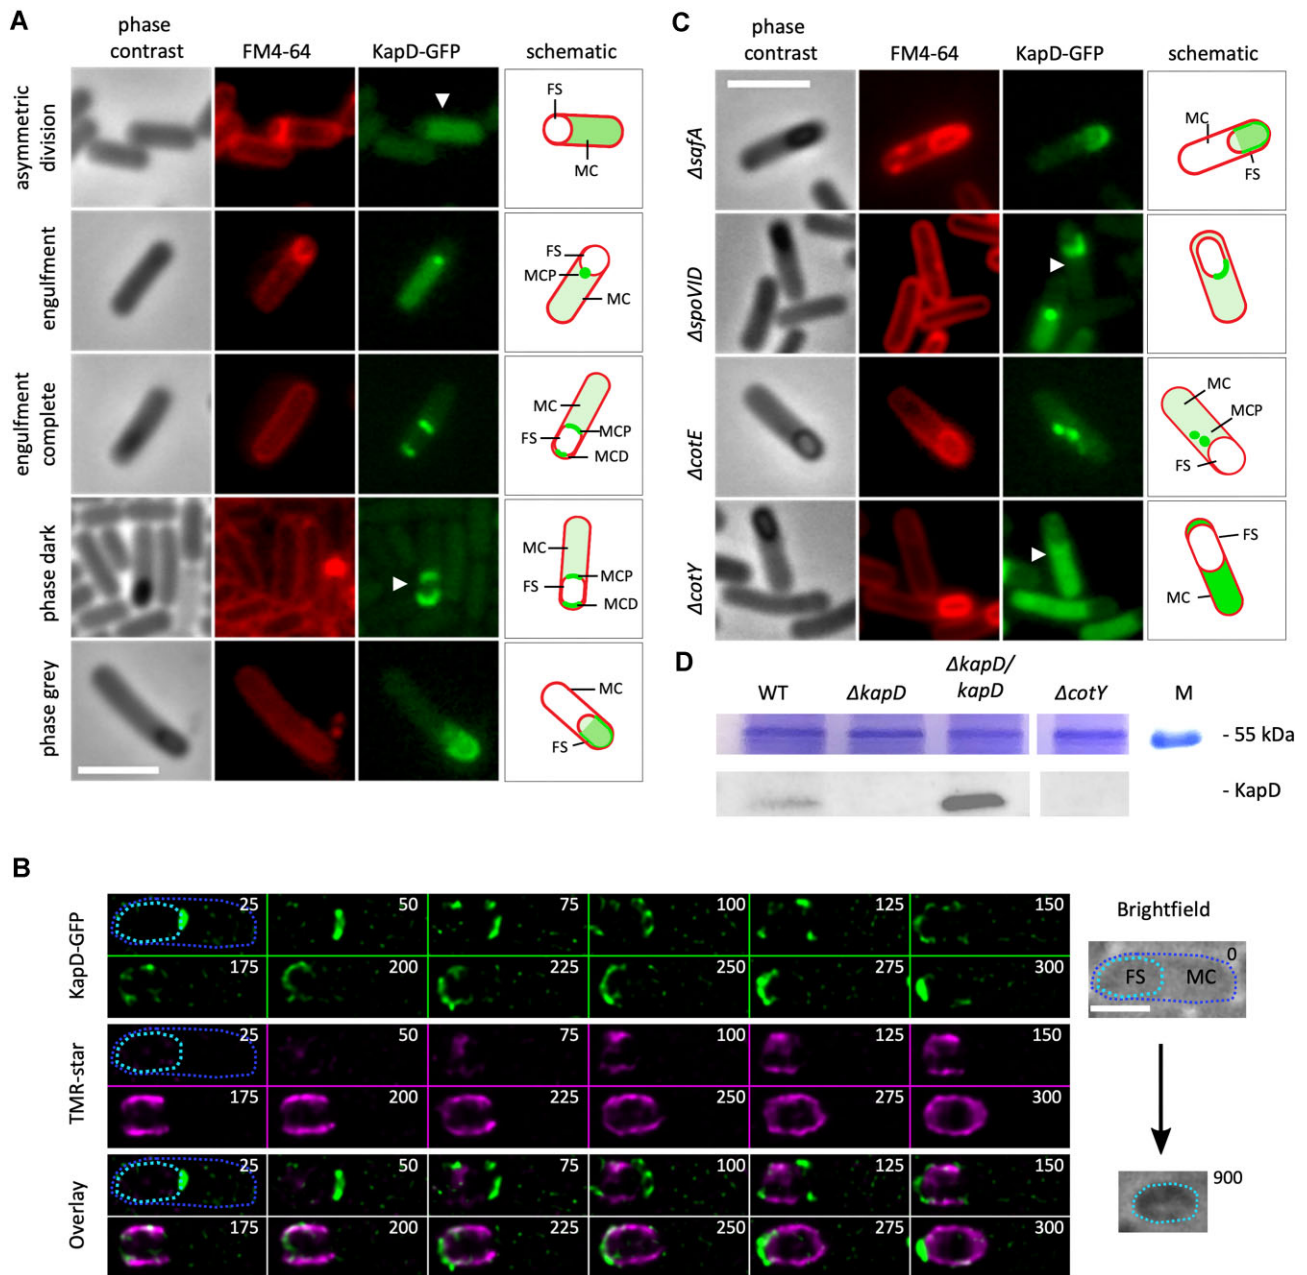 A
phase contrast
FM4-64
KapD-GFP
schematic
asymmetric division
FS
MC
engulfment
FS
MCP
MC
engulfment complete
MC
FS
MCP
MCD
phase dark
MC
FS
MCP
MCD
phase grey
MC
FS
C
phase contrast
FM4-64
KapD-GFP
schematic
ΔsafA
MC
FS
ΔspoVID
ΔcotE
MC
MCP
FS
ΔcotY
FS
MC
D
WT
ΔkapD
ΔkapD/
kapD
ΔcotY
M
- 55 kDa
- KapD
B
KapD-GFP
25 50 75 100 125 150
175 200 225 250 275 300
TMR-star
25 50 75 100 125 150
175 200 225 250 275 300
Overlay
25 50 75 100 125 150
175 200 225 250 275 300
Brightfield
0
FS MC
900